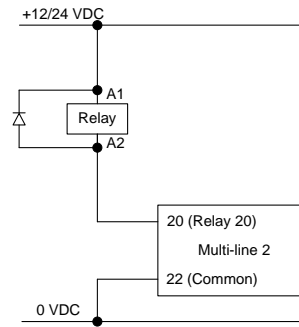 +12/24 VDC
A1
Relay
A2
20 (Relay 20)
Multi-line 2
22 (Common)
0 VDC